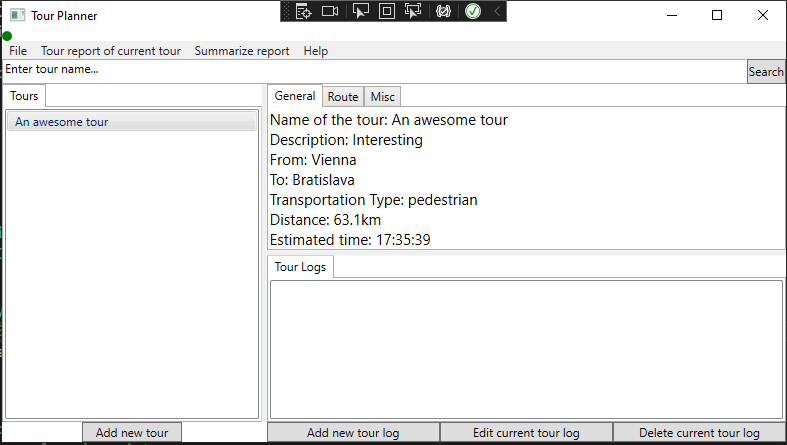 Tour Planner
File Tour report of current tour Summarize report Help
Enter tour name...
Search
Tours
An awesome tour
Add new tour
General Route Misc
Name of the tour: An awesome tour
Description: Interesting
From: Vienna
To: Bratislava
Transportation Type: pedestrian
Distance: 63.1km
Estimated time: 17:35:39
Tour Logs
Add new tour log Edit current tour log Delete current tour log